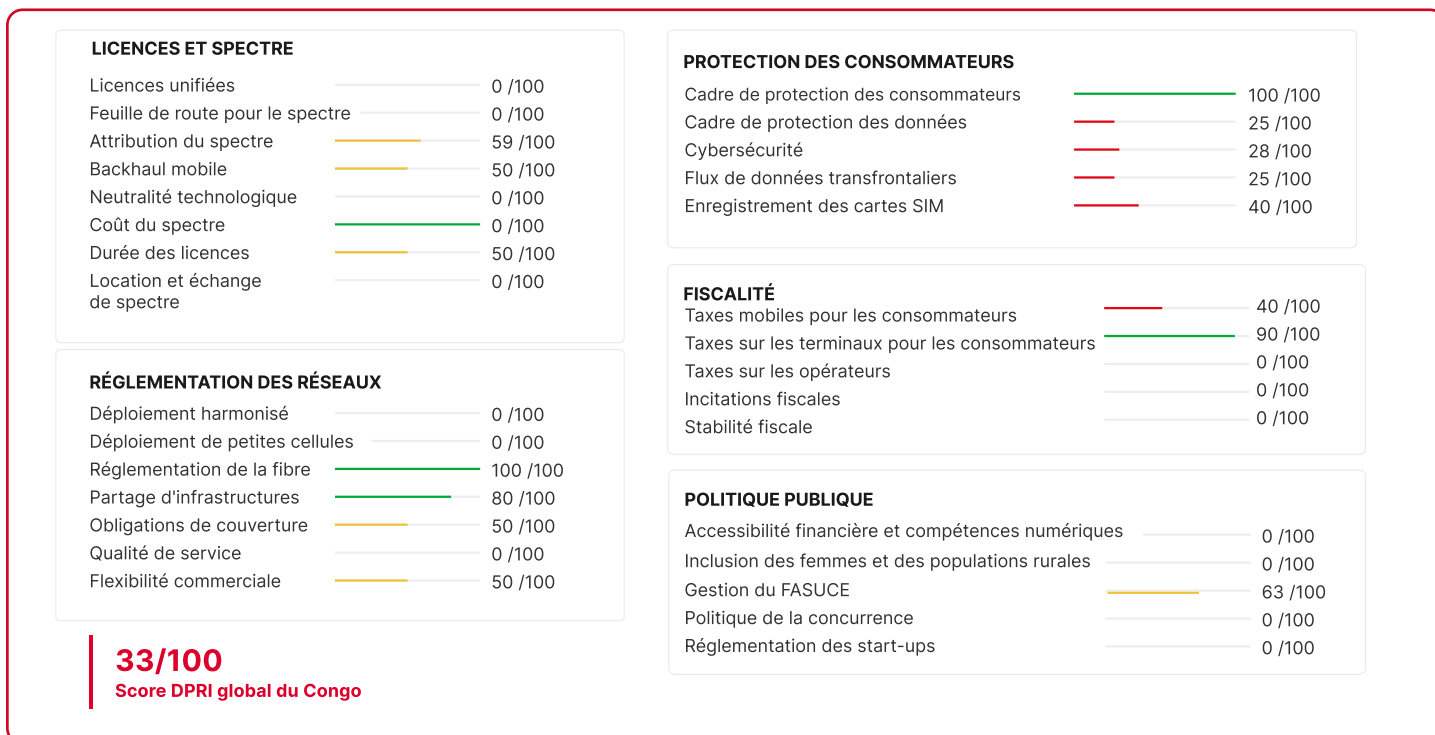 LICENCES ET SPECTRE
Licences unifiées 0 /100
Feuille de route pour le spectre 0 /100
Attribution du spectre 59 /100
Backhaul mobile 50 /100
Neutralité technologique 0 /100
Coût du spectre 0 /100
Durée des licences 50 /100
Location et échange 0 /100
de spectre
RÉGLEMENTATION DES RÉSEAUX
Déploiement harmonisé 0 /100
Déploiement de petites cellules 0 /100
Réglementation de la fibre 100 /100
Partage d'infrastructures 80 /100
Obligations de couverture 50 /100
Qualité de service 0 /100
Flexibilité commerciale 50 /100
33/100
Score DPRI global du Congo
PROTECTION DES CONSOMMATEURS
Cadre de protection des consommateurs 100 /100
Cadre de protection des données 25 /100
Cybersécurité 28 /100
Flux de données transfrontaliers 25 /100
Enregistrement des cartes SIM 40 /100
FISCALITÉ
Taxes mobiles pour les consommateurs 40 /100
Taxes sur les terminaux pour les consommateurs 90 /100
Taxes sur les opérateurs 0 /100
Incitations fiscales 0 /100
Stabilité fiscale 0 /100
POLITIQUE PUBLIQUE
Accessibilité financière et compétences numériques 0 /100
Inclusion des femmes et des populations rurales 0 /100
Gestion du FASUCE 63 /100
Politique de la concurrence 0 /100
Réglementation des start-ups 0 /100